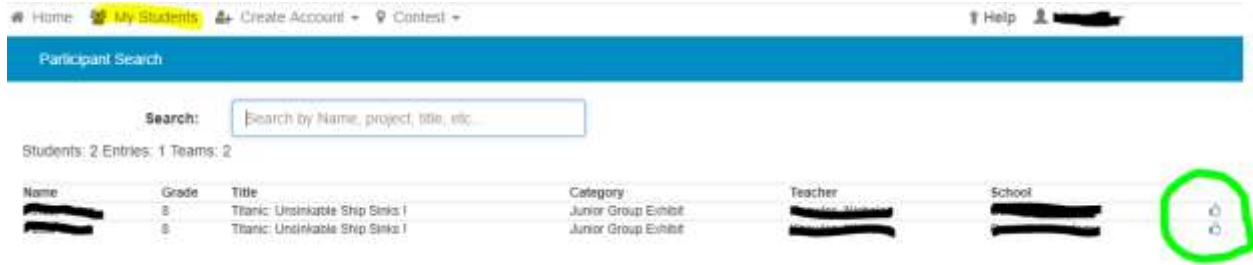 Home My Students Create Account Contest Help
Participant Search
Search: Search by Name, project, title, etc...
Students: 2 Entries: 1 Teams: 2
Name Grade Title Category Teacher School
8 Titanic: Unsinkable Ship Sinks ! Junior Group Exhibit
8 Titanic: Unsinkable Ship Sinks ! Junior Group Exhibit